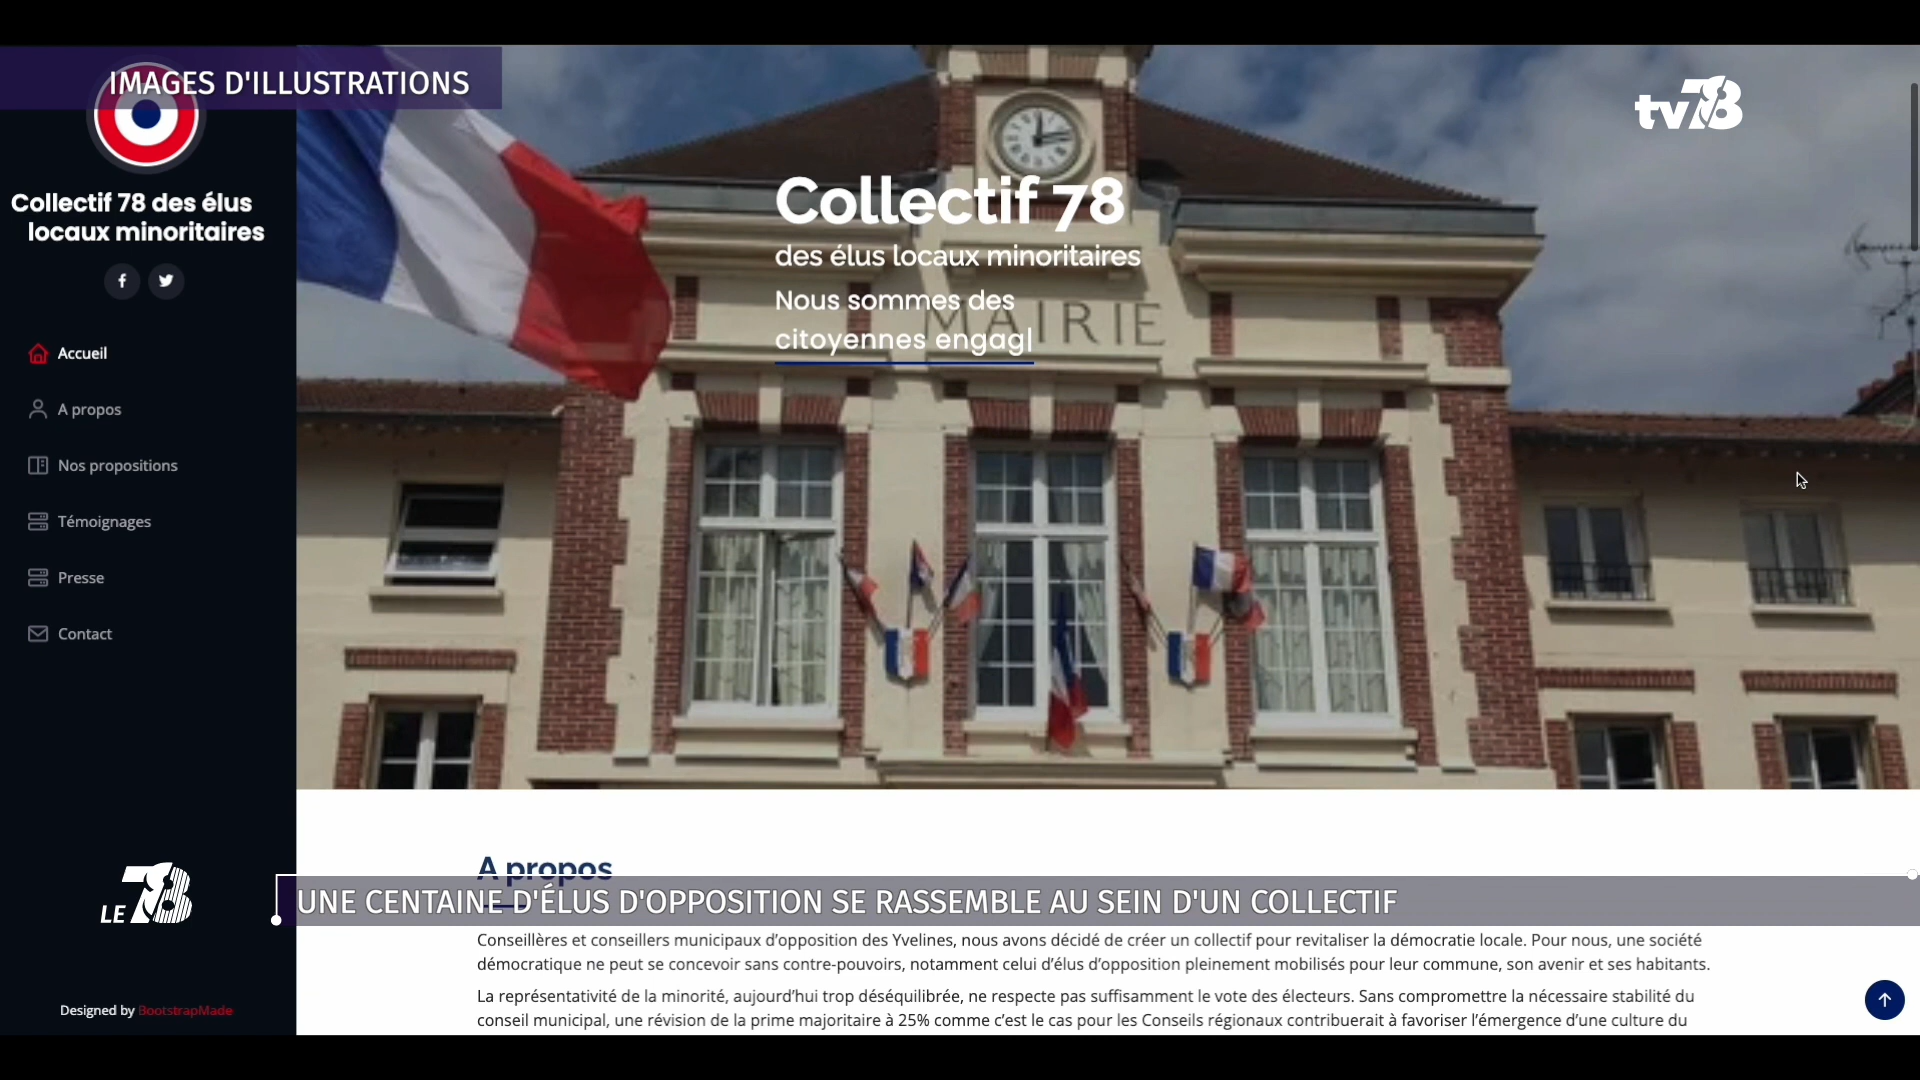 IMAGES D'ILLUSTRATIONS
tv78
Collectif 78 des élus
locaux minoritaires
Accueil
A propos
Nos propositions
Témoignages
Presse
Contact
Collectif 78
des élus locaux minoritaires
Nous sommes des
citoyennes engag|
MAIRIE
A propos
LE 78
UNE CENTAINE D'ÉLUS D'OPPOSITION SE RASSEMBLE AU SEIN D'UN COLLECTIF
Conseillères et conseillers municipaux d’opposition des Yvelines, nous avons décidé de créer un collectif pour revitaliser la démocratie locale. Pour nous, une société
démocratique ne peut se concevoir sans contre-pouvoirs, notamment celui d’élus d’opposition pleinement mobilisés pour leur commune, son avenir et ses habitants.
La représentativité de la minorité, aujourd’hui trop déséquilibrée, ne respecte pas suffisamment le vote des électeurs. Sans compromettre la nécessaire stabilité du
conseil municipal, une révision de la prime majoritaire à 25% comme c’est le cas pour les Conseils régionaux contribuerait à favoriser l’émergence d’une culture du
Designed by BootstrapMade